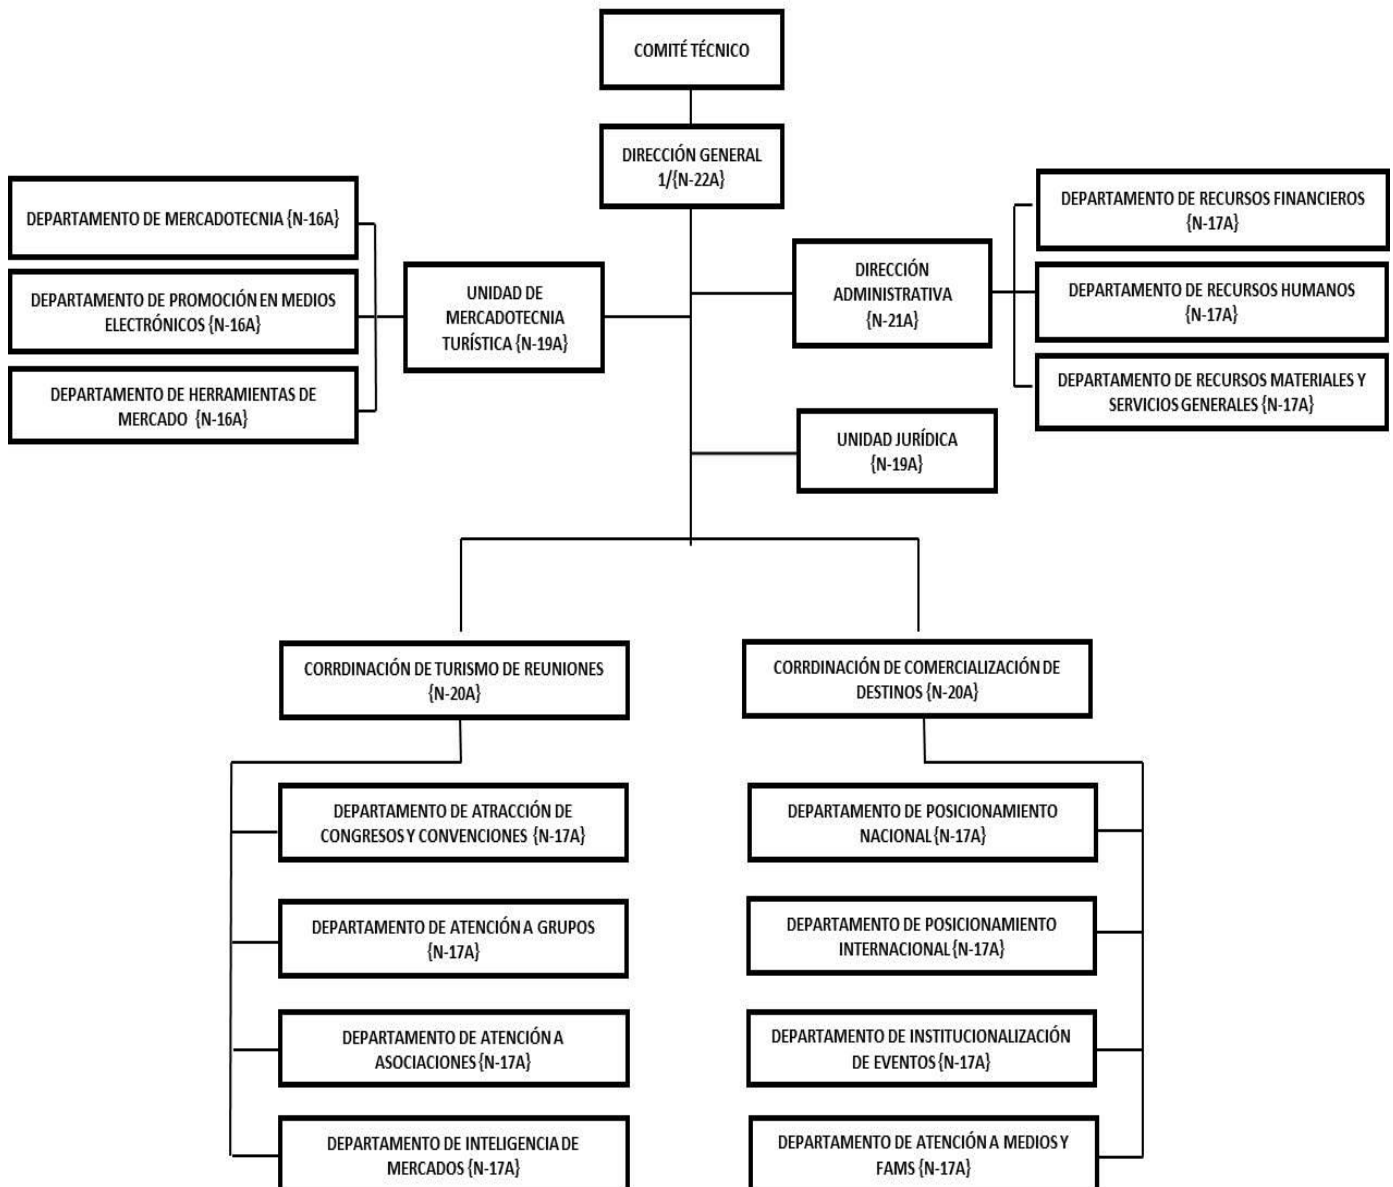 COMITÉ TÉCNICO
DIRECCIÓN GENERAL
1/{N-22A}
DEPARTAMENTO DE MERCADOTECNIA {N-16A}
DEPARTAMENTO DE PROMOCIÓN EN MEDIOS
ELECTRÓNICOS {N-16A}
DEPARTAMENTO DE HERRAMIENTAS DE
MERCADO {N-16A}
UNIDAD DE
MERCADOTECNIA
TURÍSTICA {N-19A}
DIRECCIÓN
ADMINISTRATIVA
{N-21A}
DEPARTAMENTO DE RECURSOS FINANCIEROS
{N-17A}
DEPARTAMENTO DE RECURSOS HUMANOS
{N-17A}
DEPARTAMENTO DE RECURSOS MATERIALES Y
SERVICIOS GENERALES {N-17A}
UNIDAD JURÍDICA
{N-19A}
CORRDINACIÓN DE TURISMO DE REUNIONES
{N-20A}
DEPARTAMENTO DE ATRACCIÓN DE
CONGRESOS Y CONVENCIONES {N-17A}
DEPARTAMENTO DE ATENCIÓN A GRUPOS
{N-17A}
DEPARTAMENTO DE ATENCIÓN A
ASOCIACIONES {N-17A}
DEPARTAMENTO DE INTELIGENCIA DE
MERCADOS {N-17A}
CORRDINACIÓN DE COMERCIALIZACIÓN DE
DESTINOS {N-20A}
DEPARTAMENTO DE POSICIONAMIENTO
NACIONAL {N-17A}
DEPARTAMENTO DE POSICIONAMIENTO
INTERNACIONAL {N-17A}
DEPARTAMENTO DE INSTITUCIONALIZACIÓN
DE EVENTOS {N-17A}
DEPARTAMENTO DE ATENCIÓN A MEDIOS Y
FAMS {N-17A}